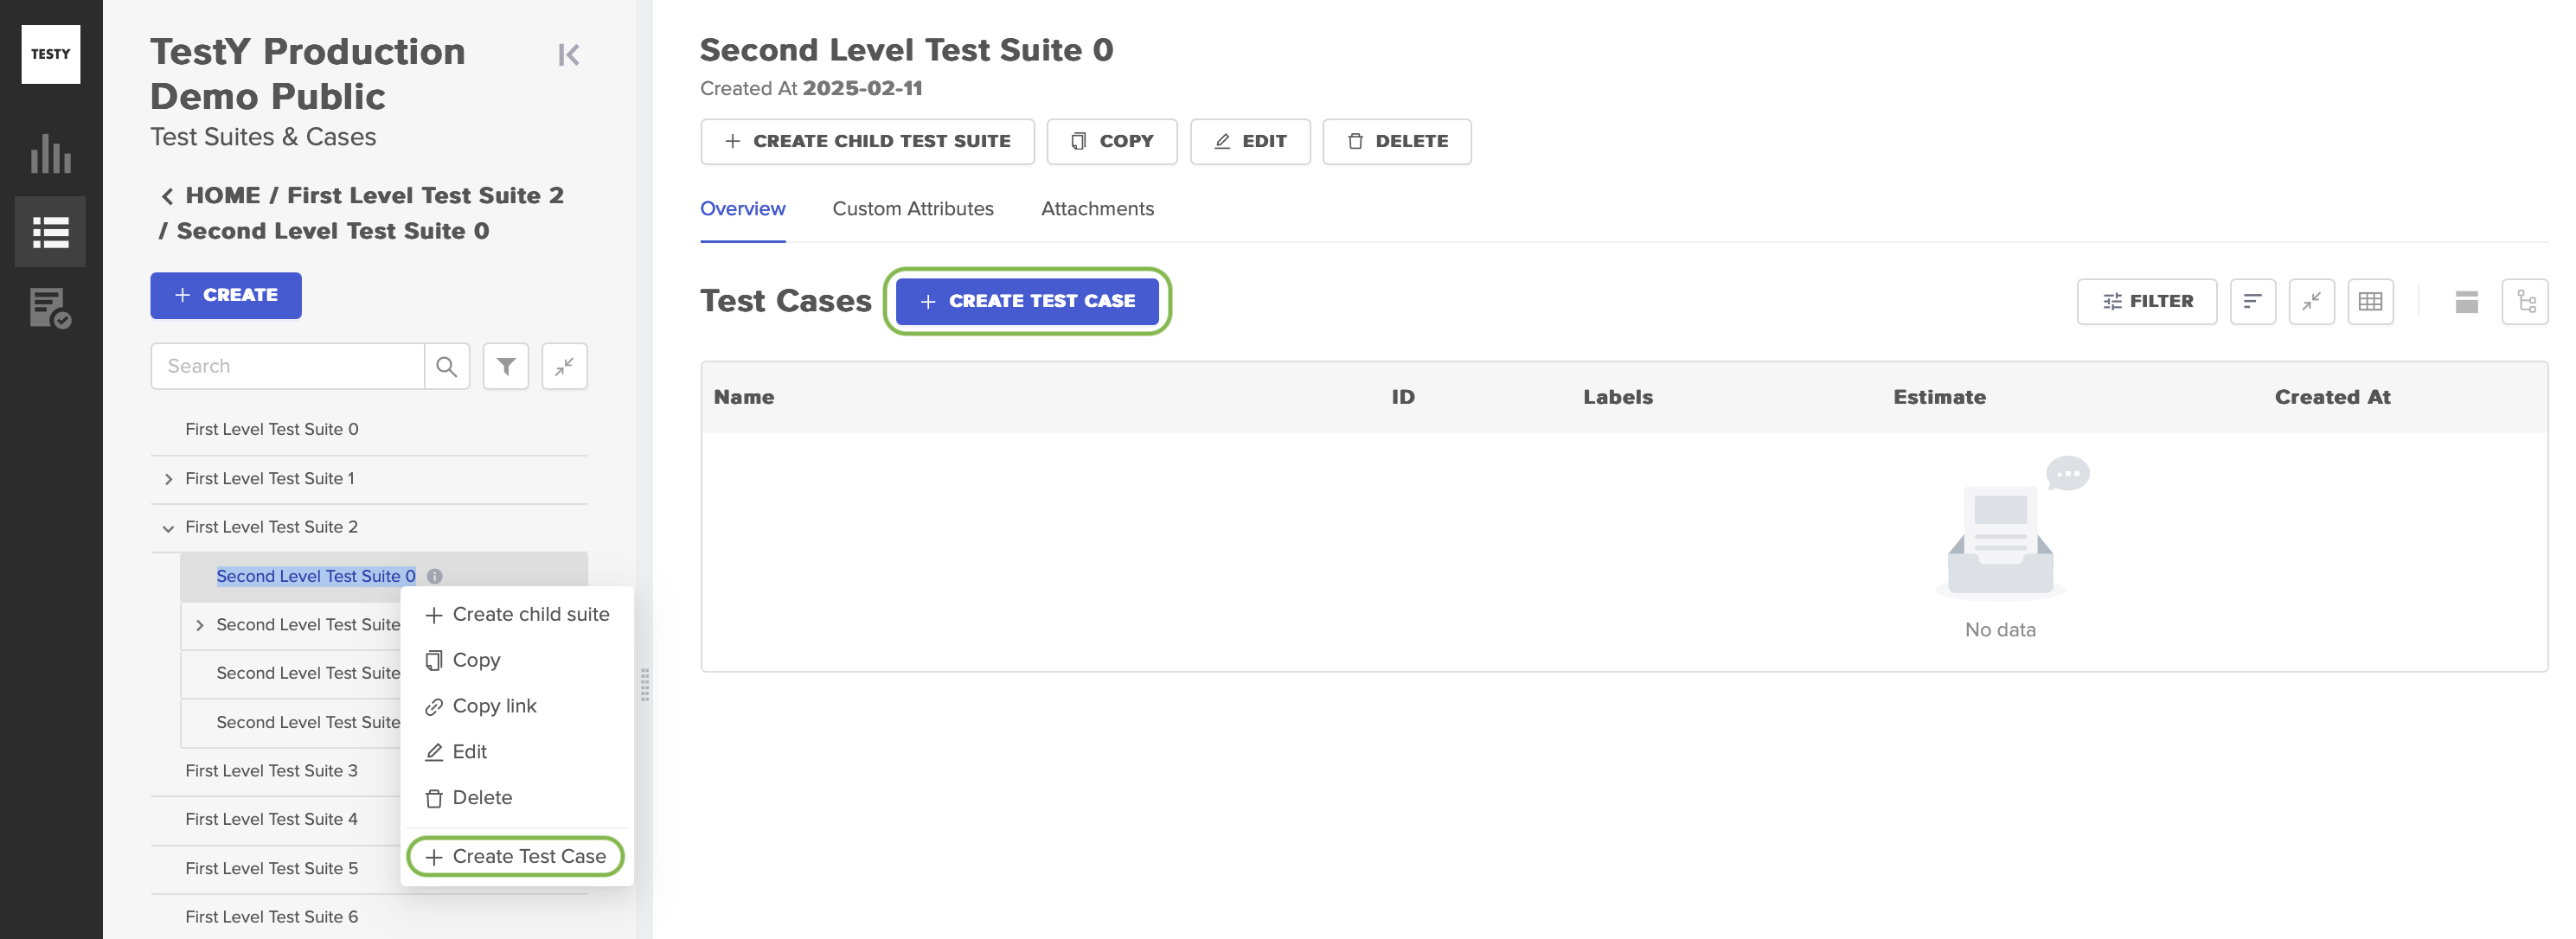 TESTY
TestY Production
Demo Public
Test Suites & Cases
HOME / First Level Test Suite 2
/ Second Level Test Suite 0
CREATE
Search
First Level Test Suite 0
First Level Test Suite 1
First Level Test Suite 2
Second Level Test Suite 0
Second Level Test Suite
Second Level Test Suite
Second Level Test Suite
First Level Test Suite 3
First Level Test Suite 4
First Level Test Suite 5
First Level Test Suite 6
Create child suite
Copy
Copy link
Edit
Delete
Create Test Case
Second Level Test Suite 0
Created At 2025-02-11
CREATE CHILD TEST SUITE COPY EDIT DELETE
Overview Custom Attributes Attachments
Test Cases CREATE TEST CASE FILTER
Name ID Labels Estimate Created At
No data